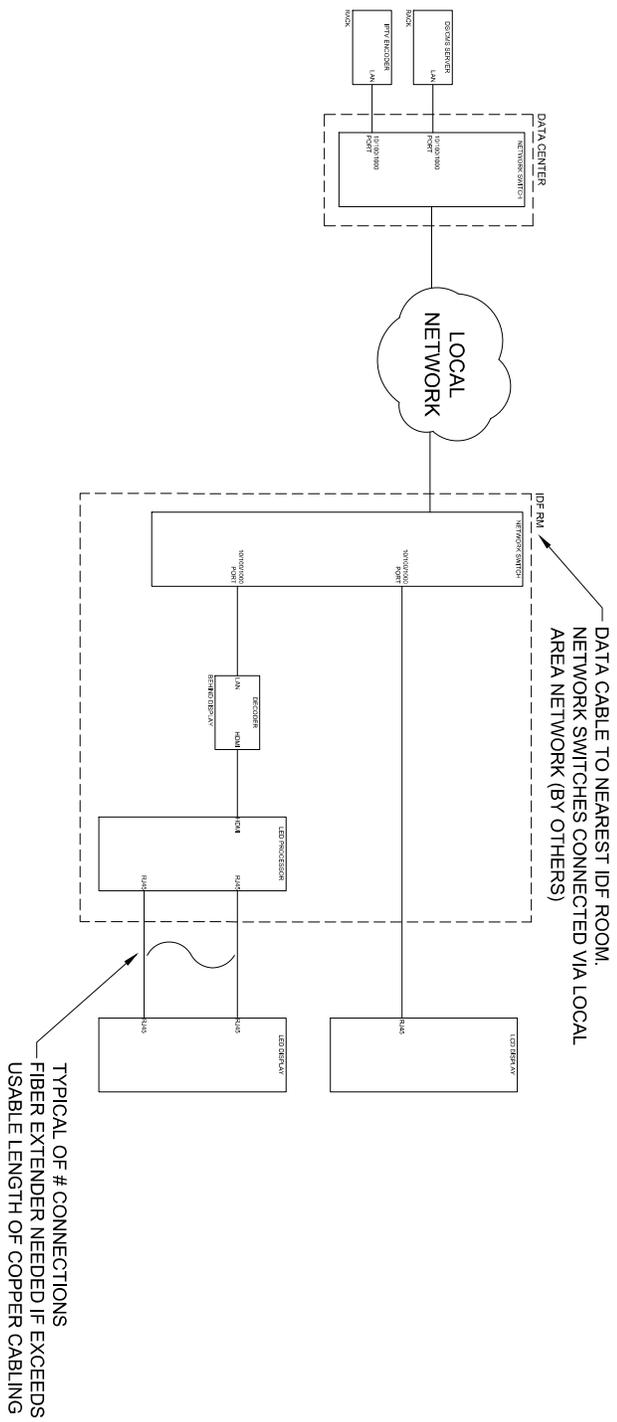 DATA CABLE TO NEAREST IDF ROOM.
NETWORK SWITCHES CONNECTED VIA LOCAL
AREA NETWORK (BY OTHERS)
DATA CENTER
IDF RM
DS/CMS SERVER
LAN
RACK
NETWORK SWITCH
10/100/1000
PORT
LOCAL
NETWORK
NETWORK SWITCH
10/100/1000
PORT
LCD DISPLAY
RJ45
IPTV ENCODER
LAN
RACK
10/100/1000
PORT
10/100/1000
PORT
DECODER
LAN
HDMI
BEHIND DISPLAY
LED PROCESSOR
HDMI
RJ45
RJ45
LED DISPLAY
RJ45
RJ45
TYPICAL OF # CONNECTIONS
FIBER EXTENDER NEEDED IF EXCEEDS
USABLE LENGTH OF COPPER CABLING